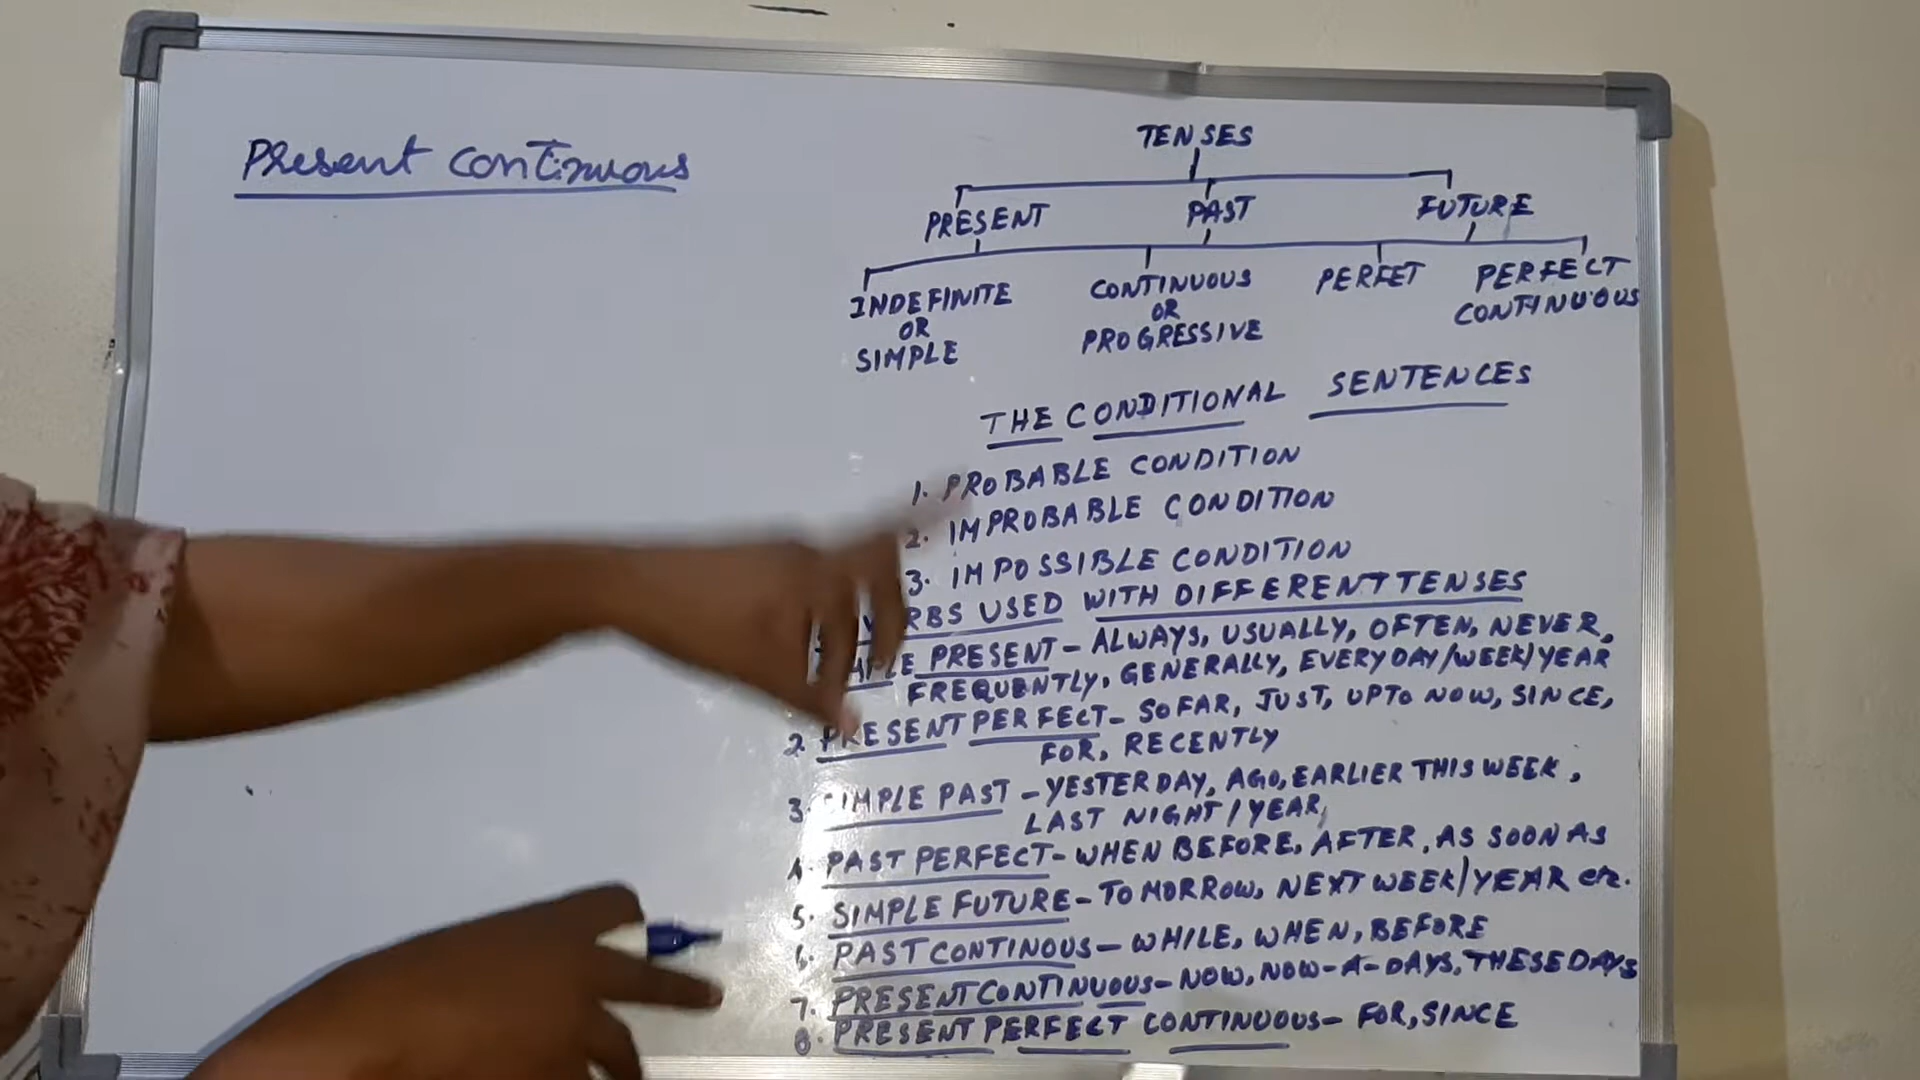 Present continuous
TENSES
PRESENT PAST FUTURE
INDEFINITE OR SIMPLE
CONTINUOUS OR PROGRESSIVE
PERFET
PERFECT CONTINUOUS
THE CONDITIONAL SENTENCES
1. PROBABLE CONDITION
2. IMPROBABLE CONDITION
3. IMPOSSIBLE CONDITION
USED WITH DIFFERENT TENSES
PRESENT - ALWAYS, USUALLY, OFTEN, NEVER,
FREQUENTLY, GENERALLY, EVERYDAY/WEEK/YEAR
2. PRESENT PERFECT - SO FAR, JUST, UPTO NOW, SINCE,
FOR, RECENTLY
3. SIMPLE PAST - YESTERDAY, AGO, EARLIER THIS WEEK,
LAST NIGHT/YEAR,
4. PAST PERFECT - WHEN BEFORE, AFTER, AS SOON AS
5. SIMPLE FUTURE - TOMORROW, NEXT WEEK/YEAR etc.
6. PAST CONTINOUS - WHILE, WHEN, BEFORE
7. PRESENT CONTINUOUS - NOW, NOW-A-DAYS, THESE DAYS
8. PRESENT PERFECT CONTINUOUS - FOR, SINCE